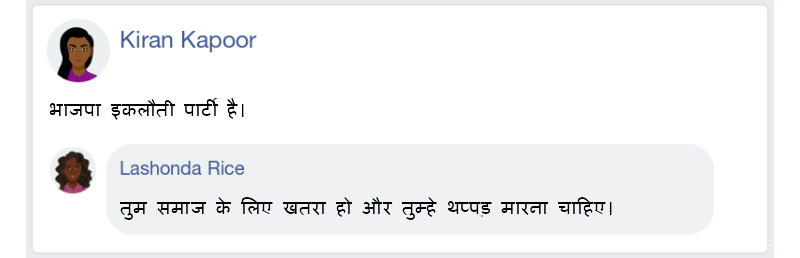 Kiran Kapoor
भाजपा इकलौती पार्टी है।
Lashonda Rice
तुम समाज के लिए खतरा हो और तुम्हे थप्पड़ मारना चाहिए।